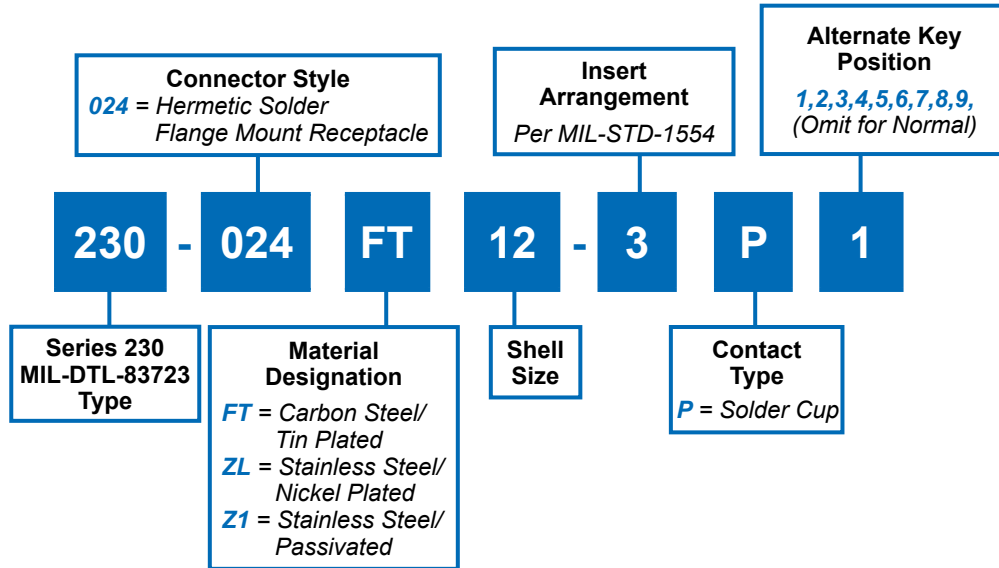 Connector Style
024 = Hermetic Solder
Flange Mount Receptacle
Insert
Arrangement
Per MIL-STD-1554
Alternate Key
Position
1,2,3,4,5,6,7,8,9,
(Omit for Normal)
230 - 024 FT 12 - 3 P 1
Series 230
MIL-DTL-83723
Type
Material
Designation
FT = Carbon Steel/
Tin Plated
ZL = Stainless Steel/
Nickel Plated
Z1 = Stainless Steel/
Passivated
Shell
Size
Contact
Type
P = Solder Cup